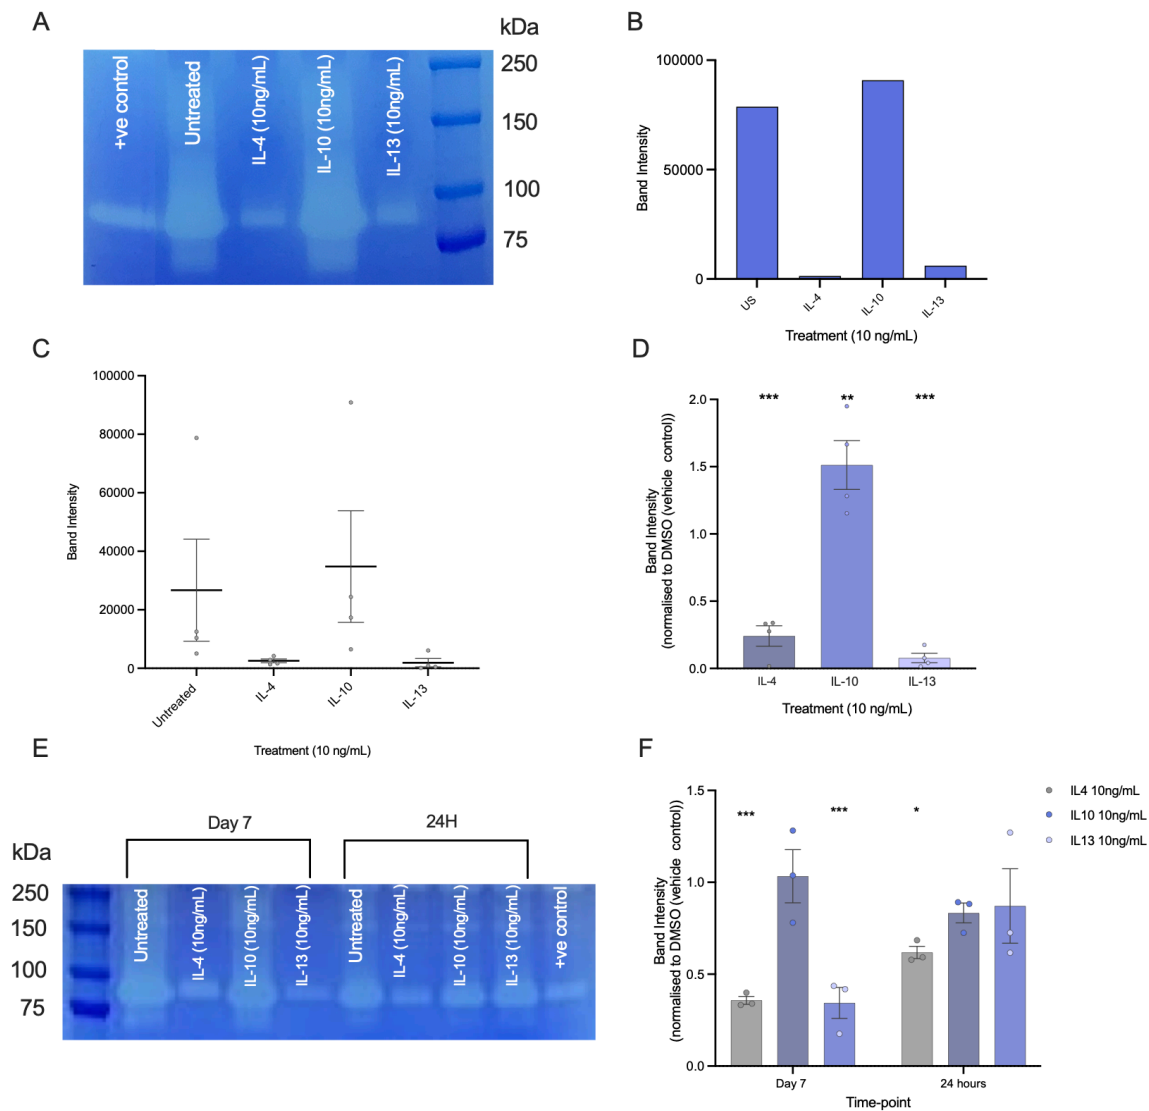 A
kDa
+ve control
Untreated
IL-4 (10ng/mL)
IL-10 (10ng/mL)
IL-13 (10ng/mL)
250
150
100
75
B
100000
50000
0
Band Intensity
US
IL-4
IL-10
IL-13
Treatment (10 ng/mL)
C
100000
80000
60000
40000
20000
0
Band Intensity
Untreated
IL-4
IL-10
IL-13
Treatment (10 ng/mL)
D
2.0
1.5
1.0
0.5
0.0
Band Intensity
(normalised to DMSO (vehicle control))
***
**
***
IL-4
IL-10
IL-13
Treatment (10 ng/mL)
E
Day 7
24H
kDa
250
150
100
75
Untreated
IL-4 (10ng/mL)
IL-10 (10ng/mL)
IL-13 (10ng/mL)
Untreated
IL-4 (10ng/mL)
IL-10 (10ng/mL)
IL-13 (10ng/mL)
+ve control
F
1.5
1.0
0.5
0.0
Band Intensity
(normalised to DMSO (vehicle control))
***
***
*
IL4 10ng/mL
IL10 10ng/mL
IL13 10ng/mL
Day 7
24 hours
Time-point